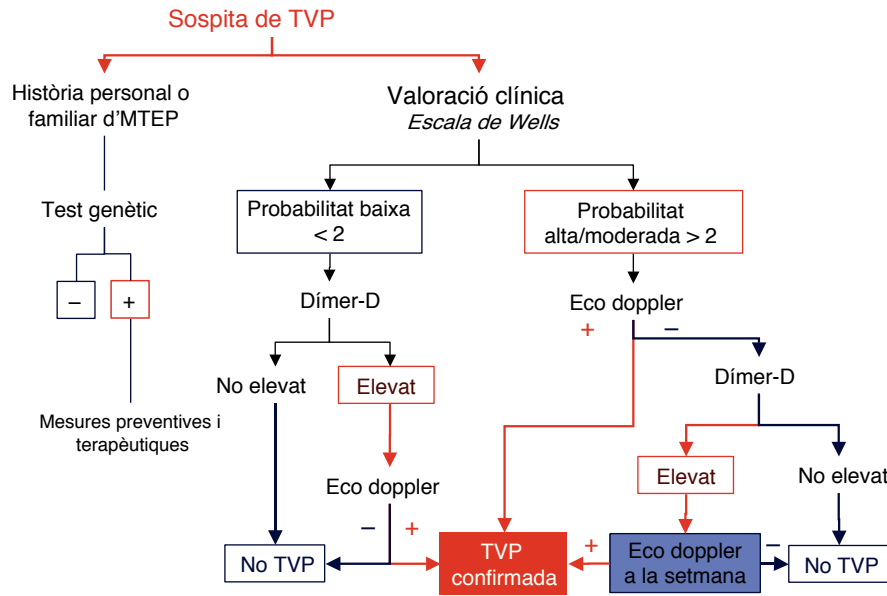 Sospita de TVP
Història personal o
familiar d'MTEP
Valoració clínica
Escala de Wells
Test genètic
–
+
Mesures preventives i
terapèutiques
Probabilitat baixa
< 2
Probabilitat
alta/moderada > 2
Dímer-D
Eco doppler
+
–
No elevat
Elevat
Dímer-D
Eco doppler
–
+
Elevat
No elevat
No TVP
TVP
confirmada
+
Eco doppler
a la setmana
–
No TVP